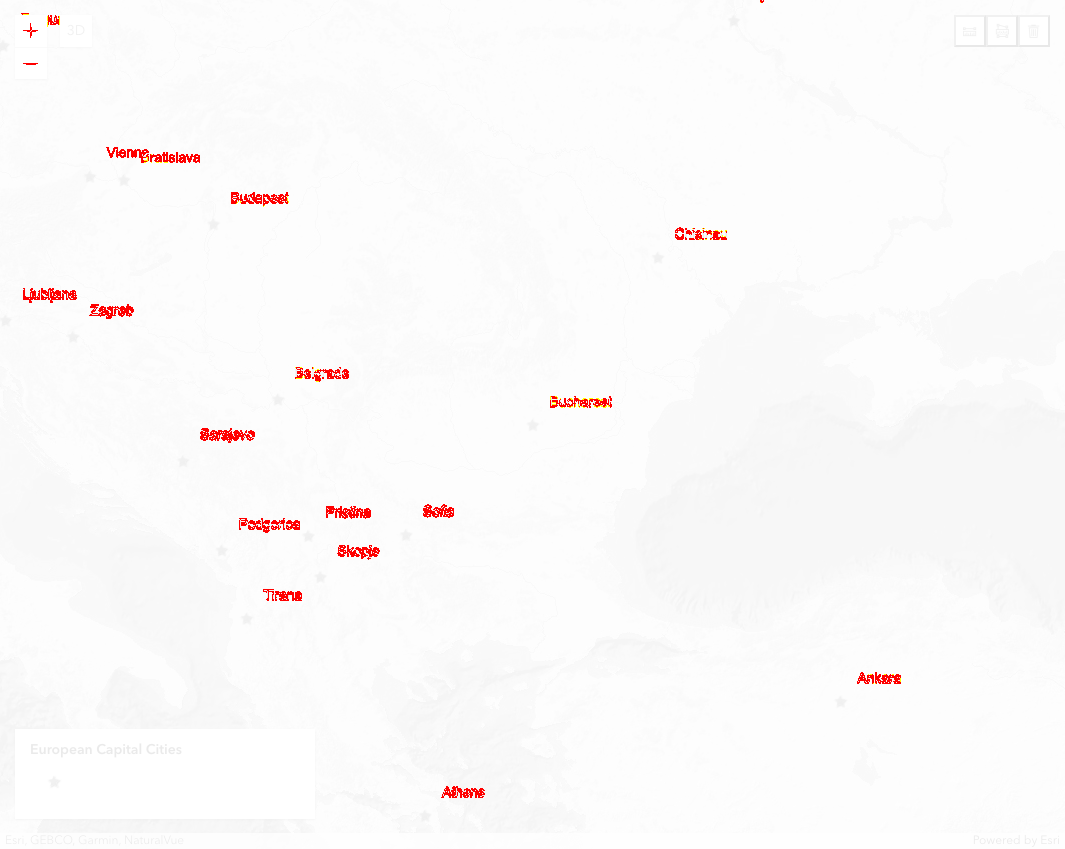 3D
Vienna
Bratislava
Budapest
Chisinau
Ljubljana
Zagreb
Belgrade
Bucharest
Sarajevo
Pristina
Sofia
Podgorica
Skopje
Tirana
Ankara
European Capital Cities
Athens
Esri, GEBCO, Garmin, NaturalVue
Powered by Esri